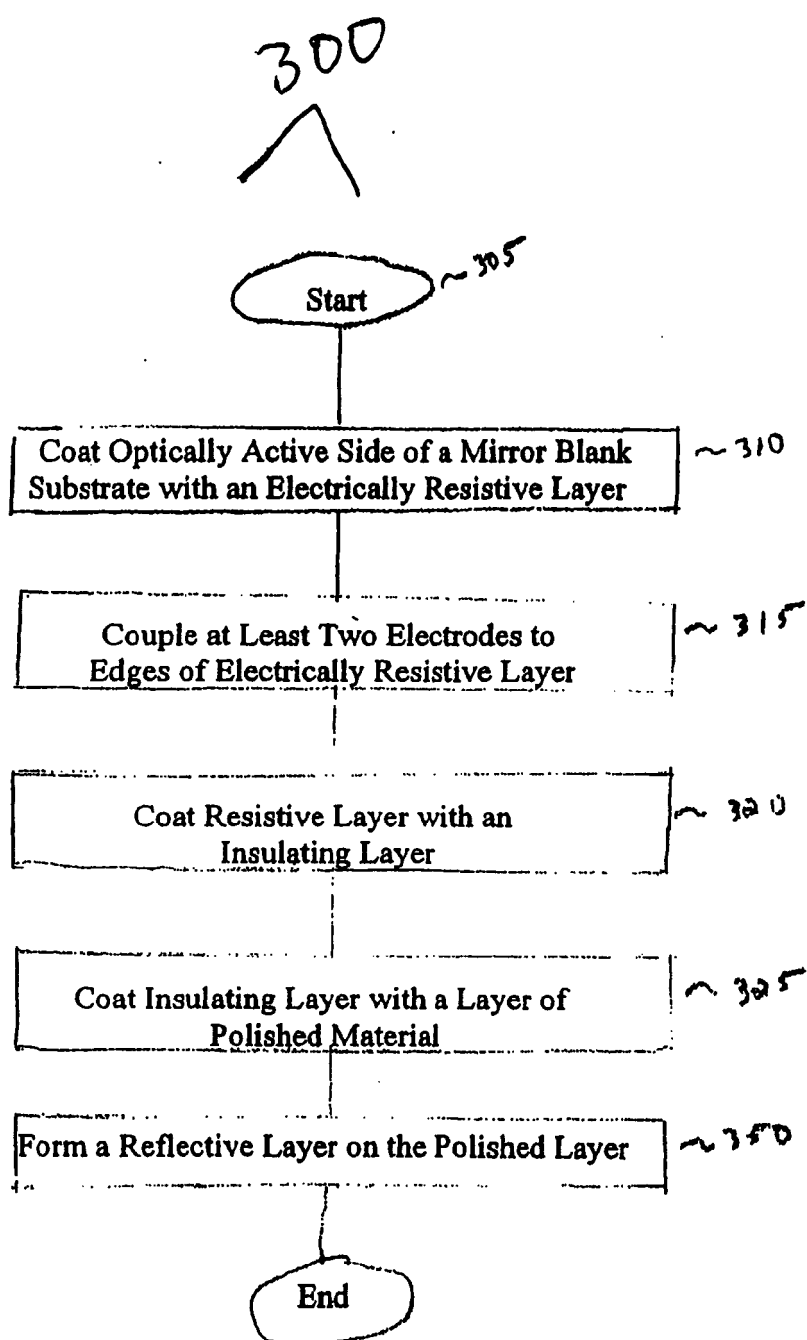 300
Start
~305
Coat Optically Active Side of a Mirror Blank
Substrate with an Electrically Resistive Layer
~310
Couple at Least Two Electrodes to
Edges of Electrically Resistive Layer
~315
Coat Resistive Layer with an
Insulating Layer
~320
Coat Insulating Layer with a Layer of
Polished Material
~325
Form a Reflective Layer on the Polished Layer
~350
End